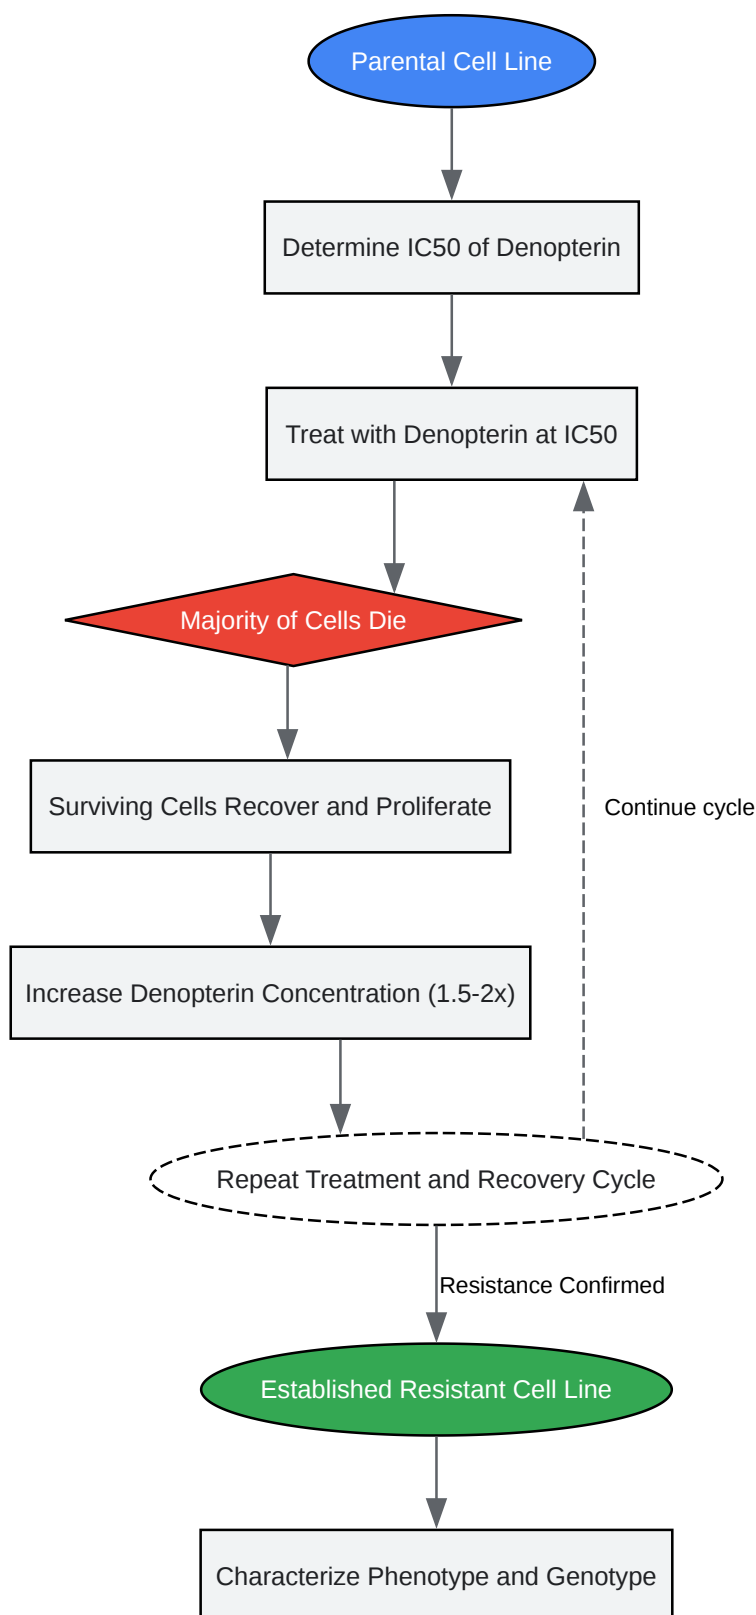 Parental Cell Line
Determine IC50 of Denopterin
Treat with Denopterin at IC50
Majority of Cells Die
Surviving Cells Recover and Proliferate
Continue cycle
Increase Denopterin Concentration (1.5-2x)
Repeat Treatment and Recovery Cycle
Resistance Confirmed
Established Resistant Cell Line
Characterize Phenotype and Genotype